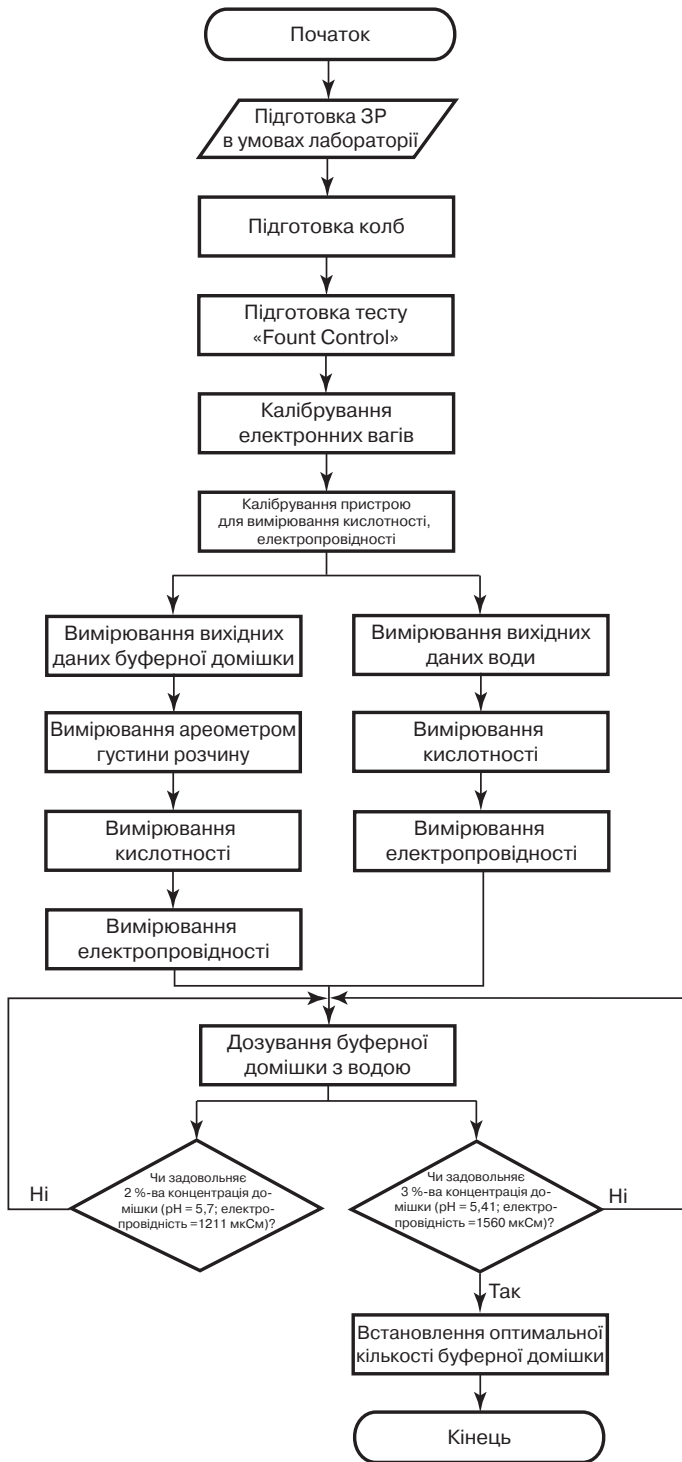 Початок
Підготовка ЗР
в умовах лабораторії
Підготовка колб
Підготовка тесту
«Fount Control»
Калібрування
електронних вагів
Калібрування пристрою
для вимірювання кислотності,
електропровідності
Вимірювання вихідних
даних буферної домішки
Вимірювання ареометром
густини розчину
Вимірювання
кислотності
Вимірювання
електропровідності
Вимірювання вихідних
даних води
Вимірювання
кислотності
Вимірювання
електропровідності
Дозування буферної
домішки з водою
Чи задовольняє
2 %-ва концентрація до-
мішки (pH = 5,7; електро-
провідність =1211 мкСм)?
Ні
Чи задовольняє
3 %-ва концентрація до-
мішки (pH = 5,41; електро-
провідність =1560 мкСм)?
Ні
Так
Встановлення оптимальної
кількості буферної домішки
Кінець